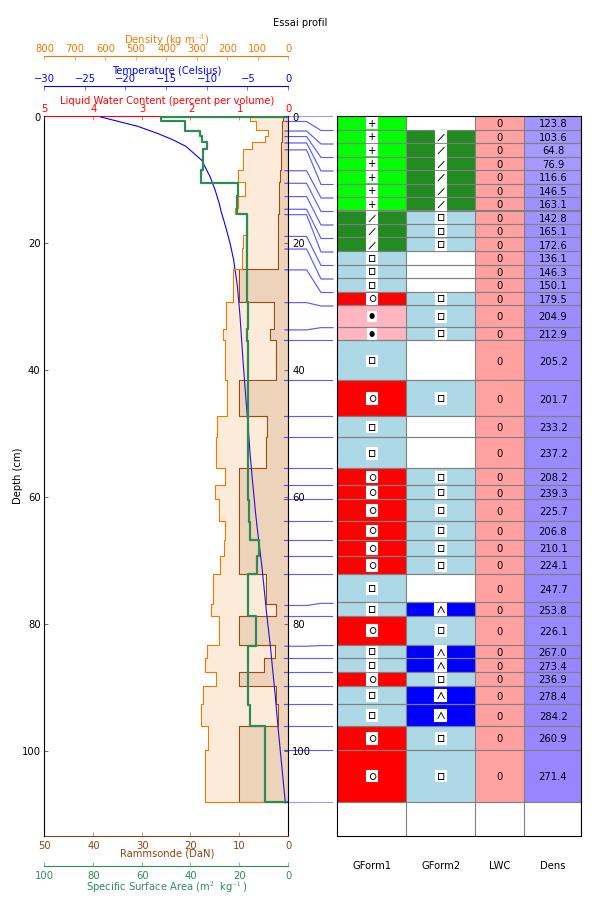 Essai profil
Density (kg m⁻³)
800 700 600 500 400 300 200 100 0
Temperature (Celsius)
−30 −25 −20 −15 −10 −5 0
Liquid Water Content (percent per volume)
5 4 3 2 1 0
0 0
20 20
40 40
60 60
80 80
100 100
Depth (cm)
50 40 30 20 10 0
Rammsonde (DaN)
100 80 60 40 20 0
Specific Surface Area (m² kg⁻¹)
+ 0 123.8
+ / 0 103.6
+ / 0 64.8
+ / 0 76.9
+ / 0 116.6
+ / 0 146.5
+ / 0 163.1
/ □ 0 142.8
/ □ 0 165.1
/ □ 0 172.6
□ 0 136.1
□ 0 146.3
□ 0 150.1
○ □ 0 179.5
● □ 0 204.9
● □ 0 212.9
□ 0 205.2
○ □ 0 201.7
□ 0 233.2
□ 0 237.2
○ □ 0 208.2
○ □ 0 239.3
○ □ 0 225.7
○ □ 0 206.8
○ □ 0 210.1
○ □ 0 224.1
□ 0 247.7
□ ∧ 0 253.8
○ □ 0 226.1
□ ∧ 0 267.0
□ ∧ 0 273.4
○ □ 0 236.9
□ ∧ 0 278.4
□ ∧ 0 284.2
○ □ 0 260.9
○ □ 0 271.4
GForm1 GForm2 LWC Dens